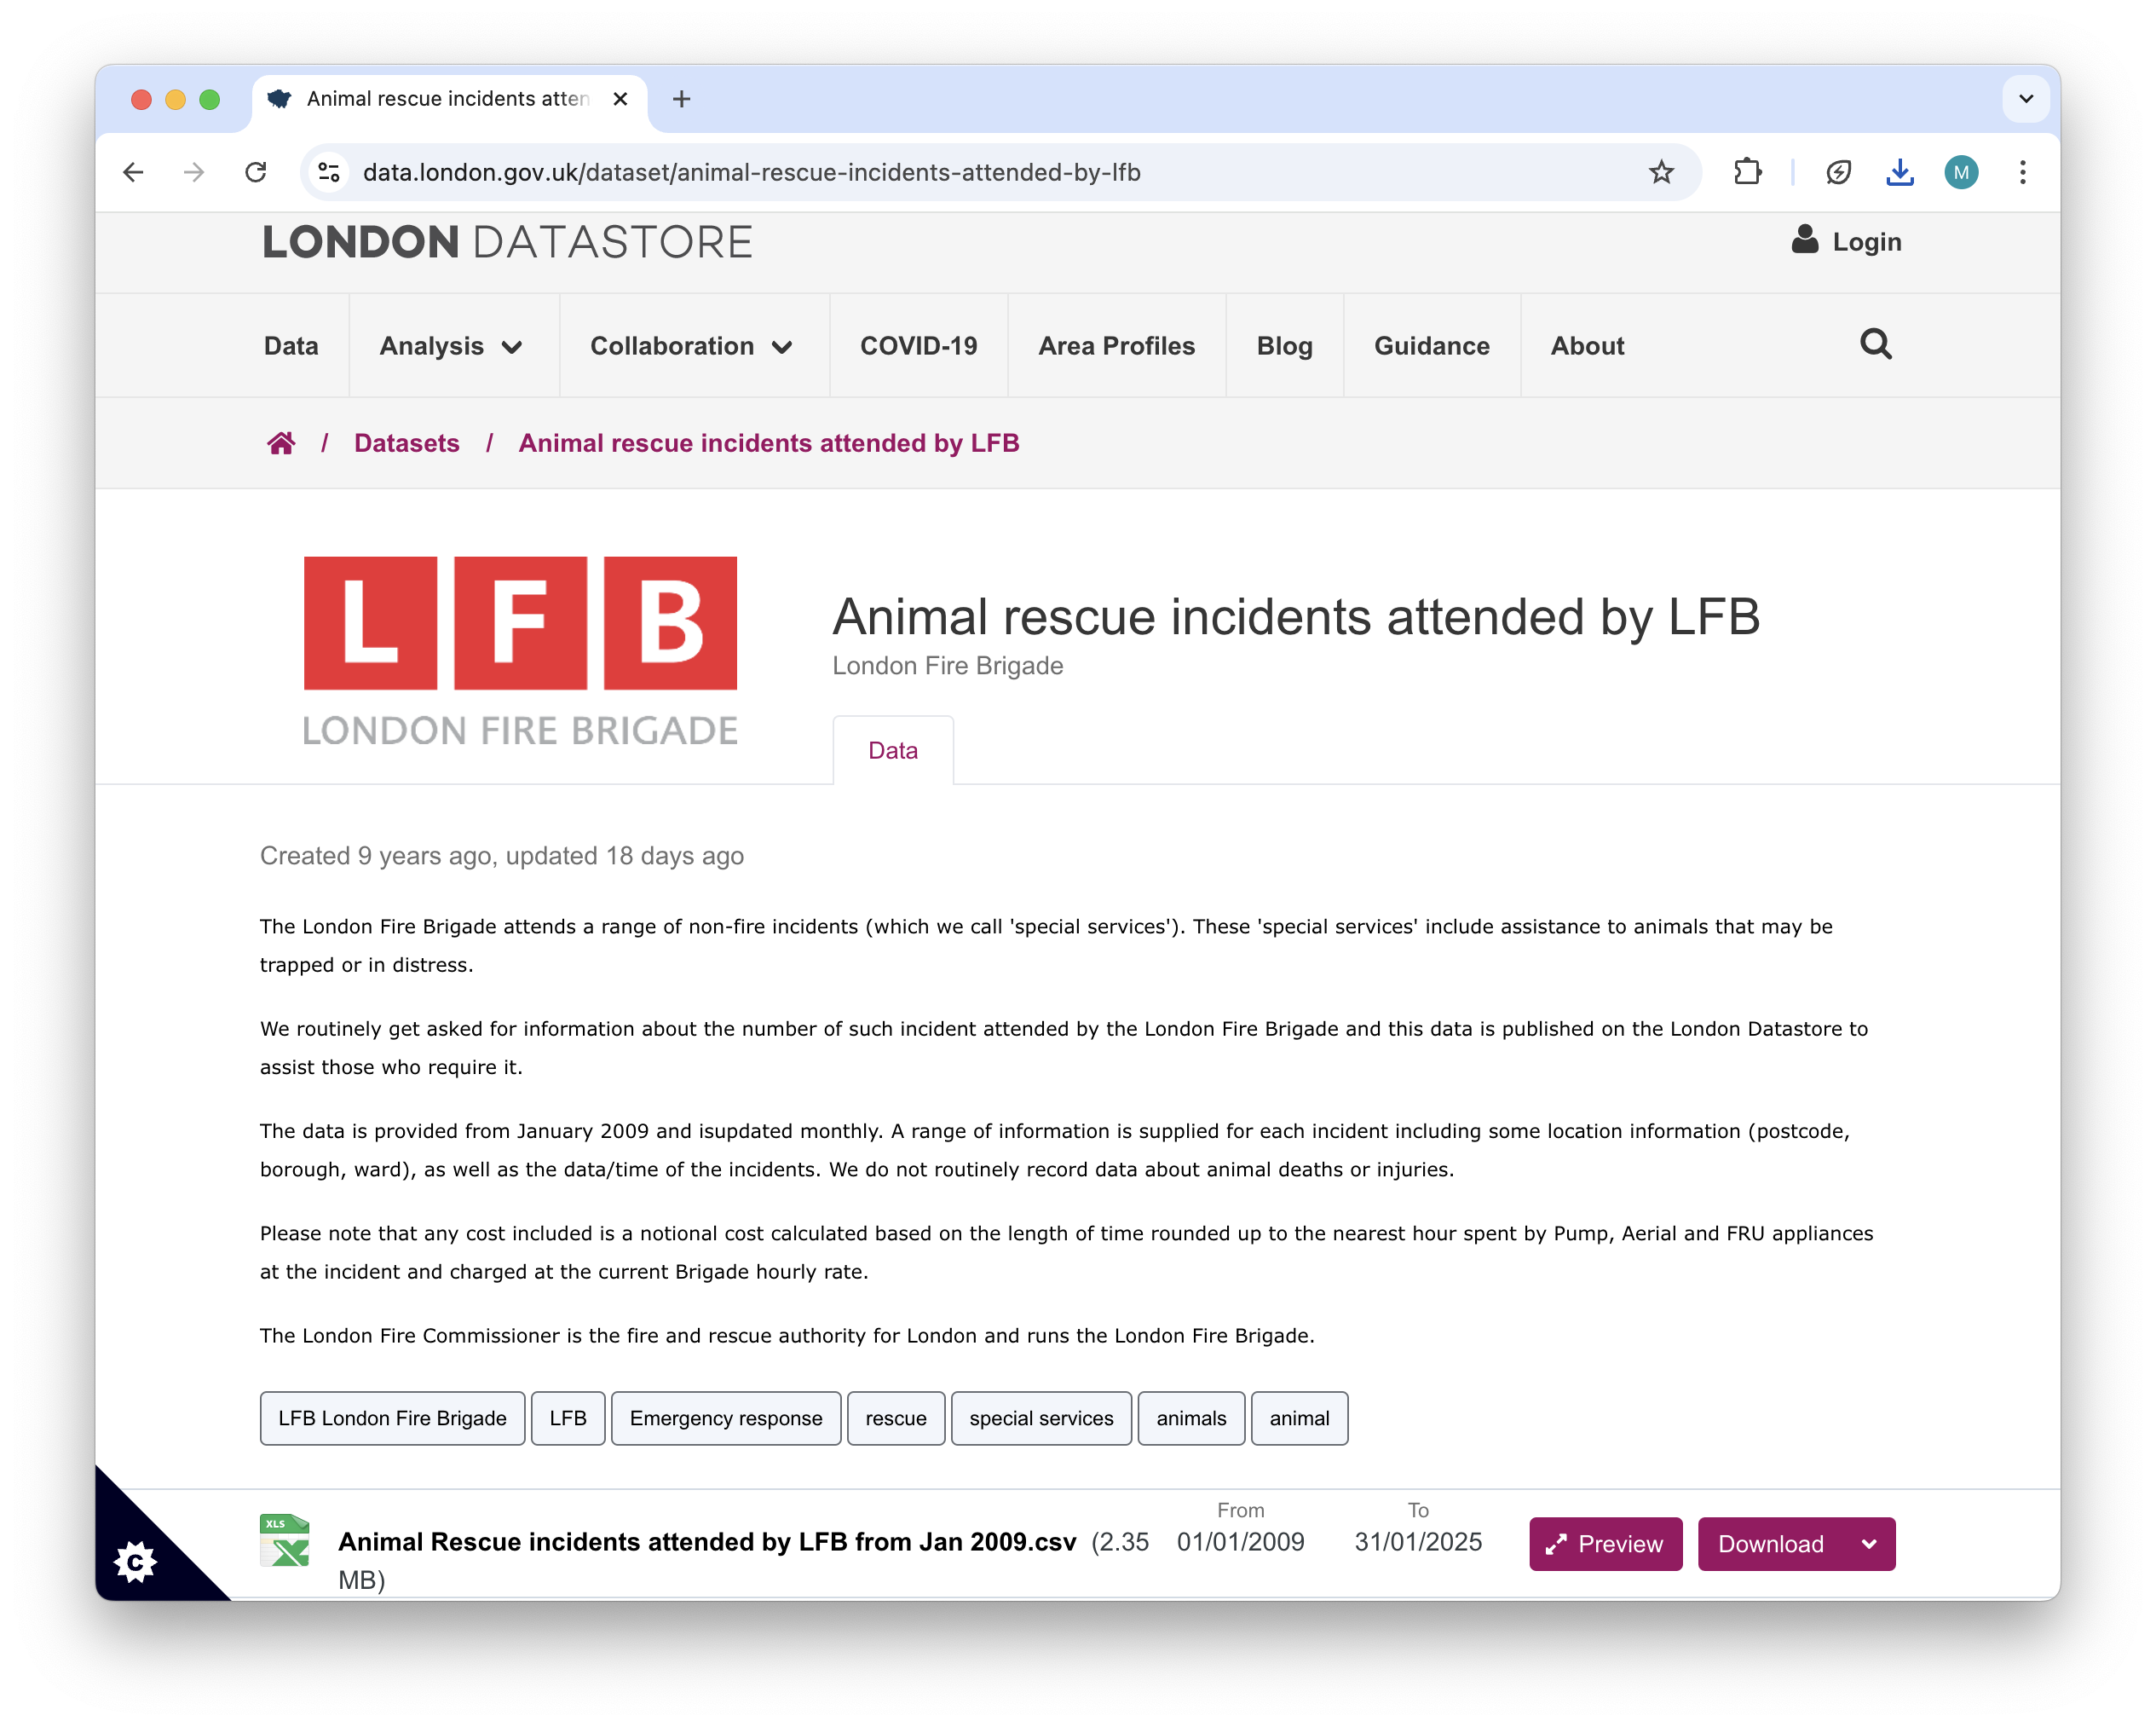 Animal rescue incidents atten
data.london.gov.uk/dataset/animal-rescue-incidents-attended-by-lfb
M
LONDON DATASTORE
Login
Data
Analysis
Collaboration
COVID-19
Area Profiles
Blog
Guidance
About
/ Datasets / Animal rescue incidents attended by LFB
LFB
LONDON FIRE BRIGADE
Animal rescue incidents attended by LFB
London Fire Brigade
Data
Created 9 years ago, updated 18 days ago
The London Fire Brigade attends a range of non-fire incidents (which we call 'special services'). These 'special services' include assistance to animals that may be
trapped or in distress.
We routinely get asked for information about the number of such incident attended by the London Fire Brigade and this data is published on the London Datastore to
assist those who require it.
The data is provided from January 2009 and isupdated monthly. A range of information is supplied for each incident including some location information (postcode,
borough, ward), as well as the data/time of the incidents. We do not routinely record data about animal deaths or injuries.
Please note that any cost included is a notional cost calculated based on the length of time rounded up to the nearest hour spent by Pump, Aerial and FRU appliances
at the incident and charged at the current Brigade hourly rate.
The London Fire Commissioner is the fire and rescue authority for London and runs the London Fire Brigade.
LFB London Fire Brigade
LFB
Emergency response
rescue
special services
animals
animal
XLS
Animal Rescue incidents attended by LFB from Jan 2009.csv (2.35
MB)
From
01/01/2009
To
31/01/2025
Preview
Download
C